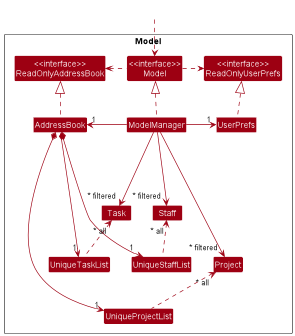 Model
<<interface>>
ReadOnlyAddressBook
<<interface>>
Model
<<interface>>
ReadOnlyUserPrefs
AddressBook
1
ModelManager
1
UserPrefs
* filtered
* filtered
Task
Staff
* all
* all
* filtered
1
UniqueTaskList
1
UniqueStaffList
Project
* all
1
UniqueProjectList